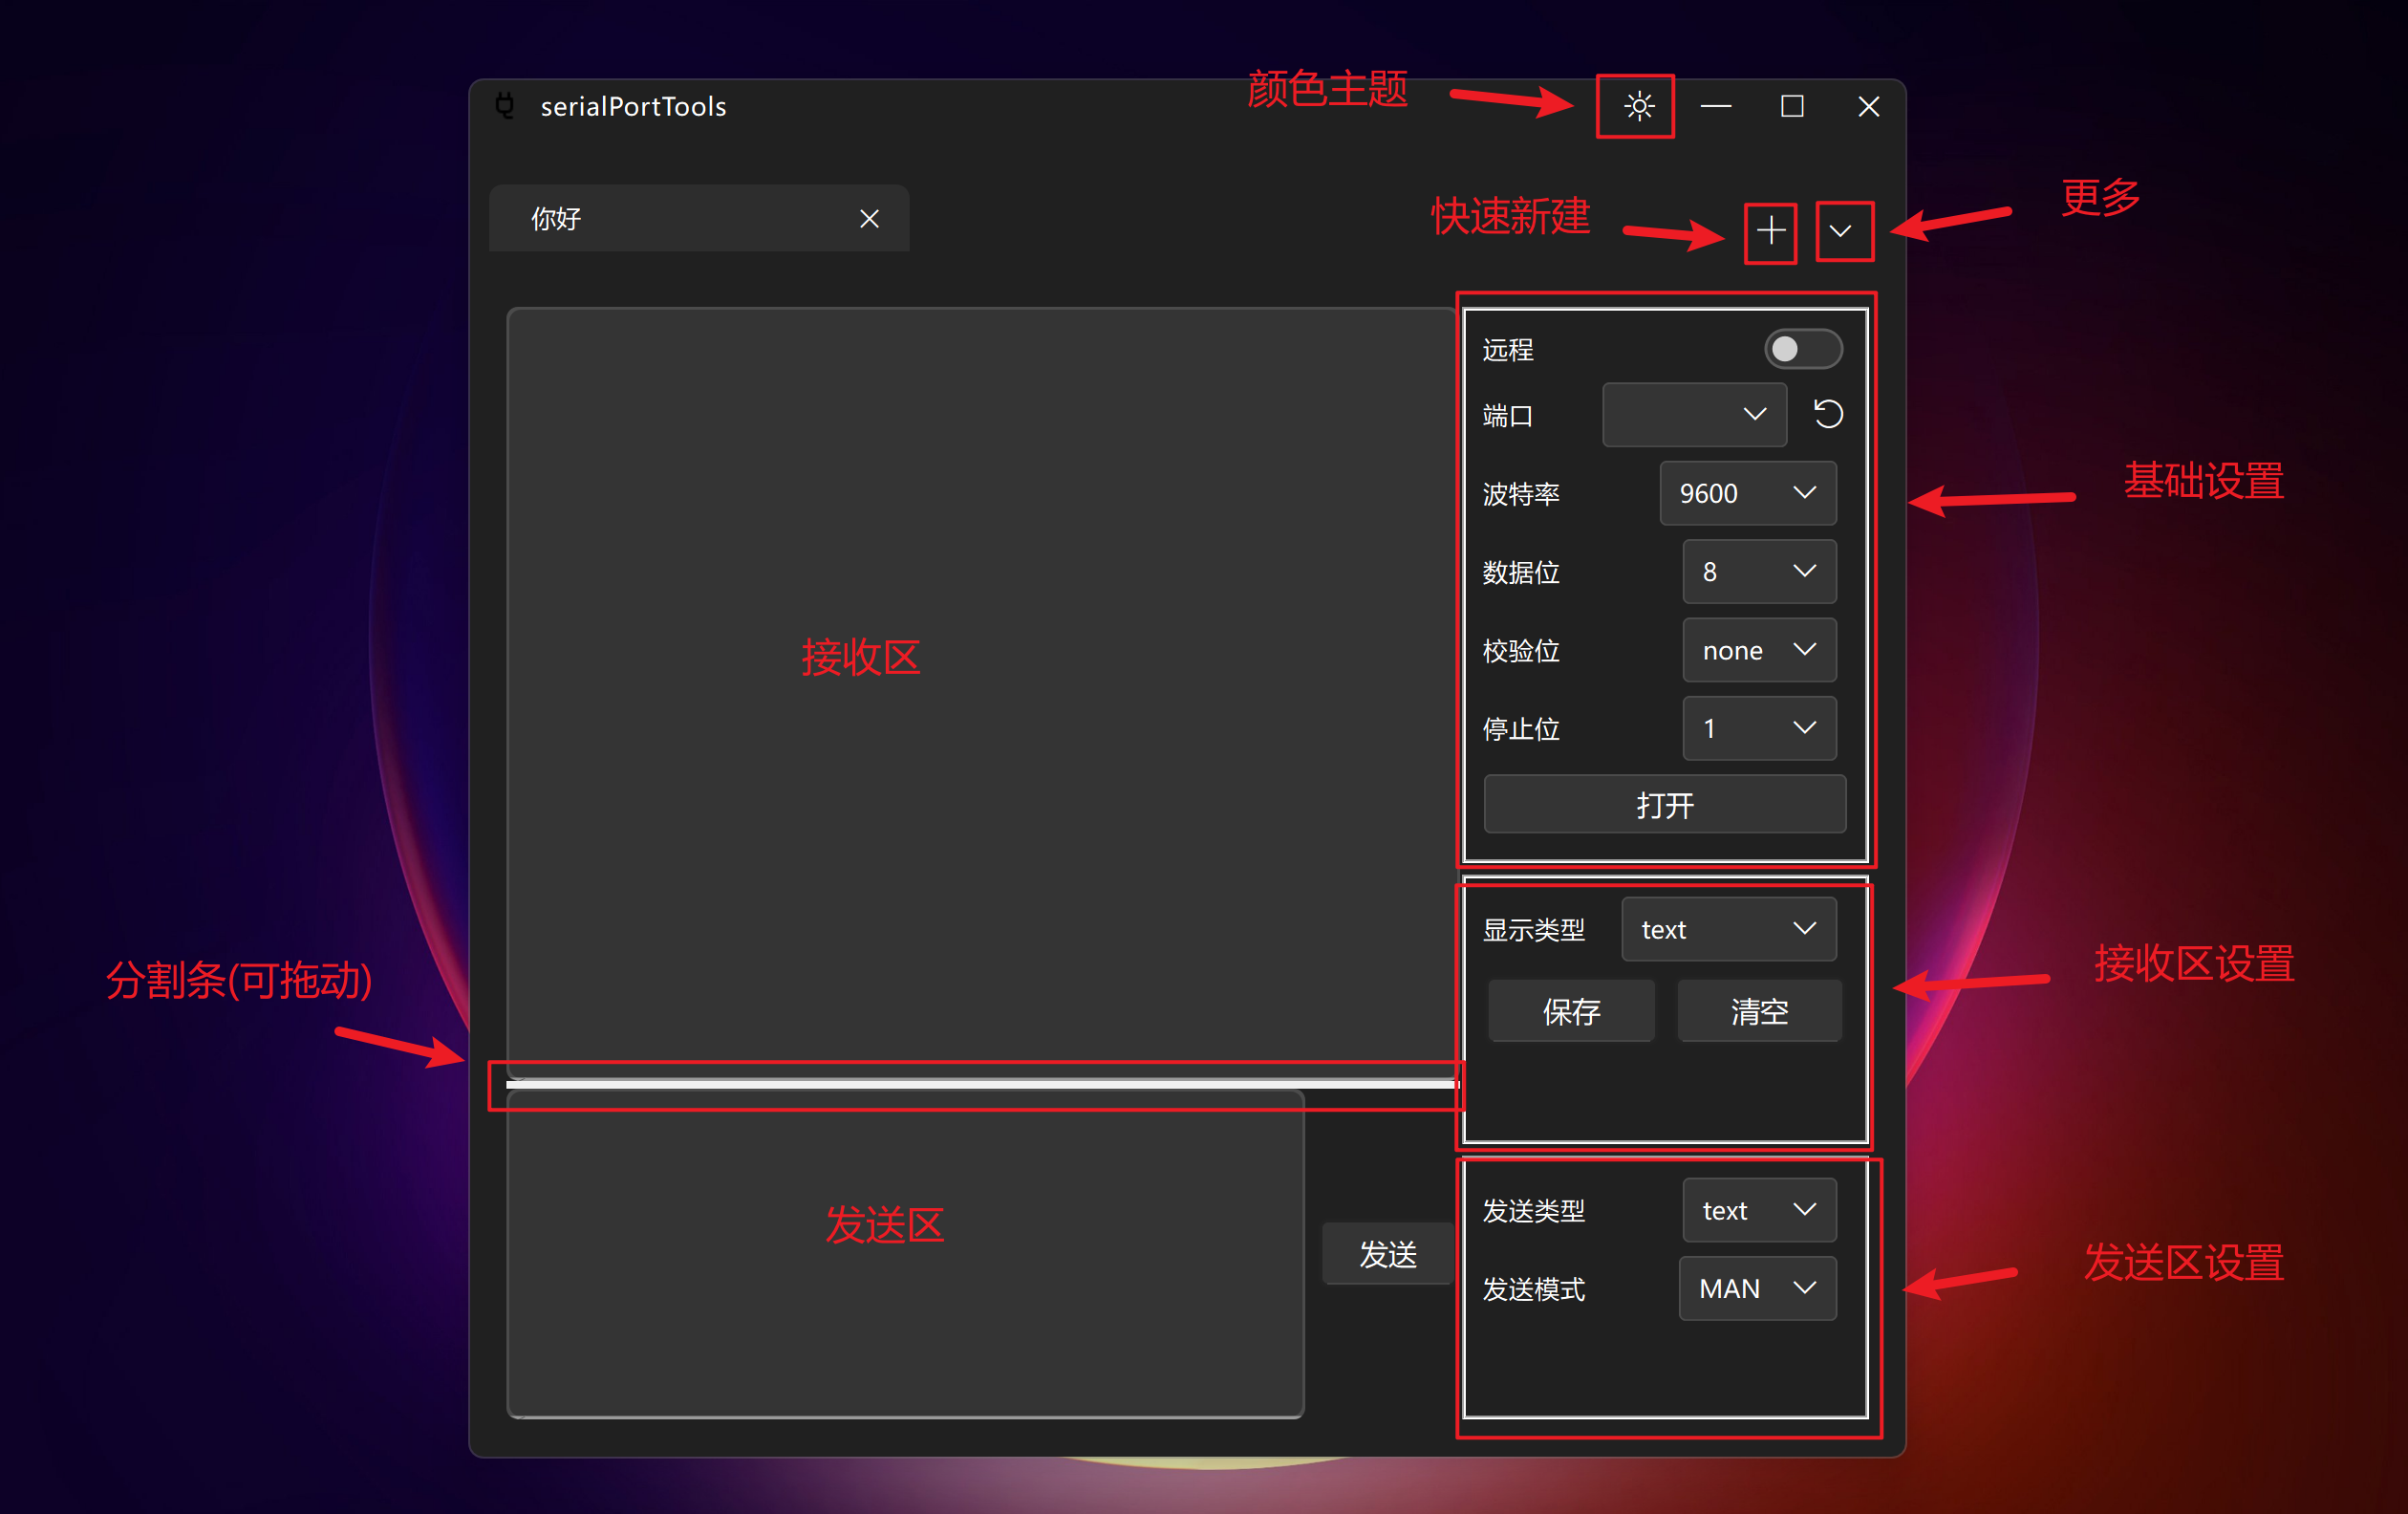 颜色主题
serialPortTools
更多
快速新建
你好
远程
端口
基础设置
波特率 9600
数据位 8
接收区
校验位 none
停止位 1
打开
显示类型 text
接收区设置
分割条(可拖动)
保存 清空
发送区
发送类型 text
发送
发送区设置
发送模式 MAN